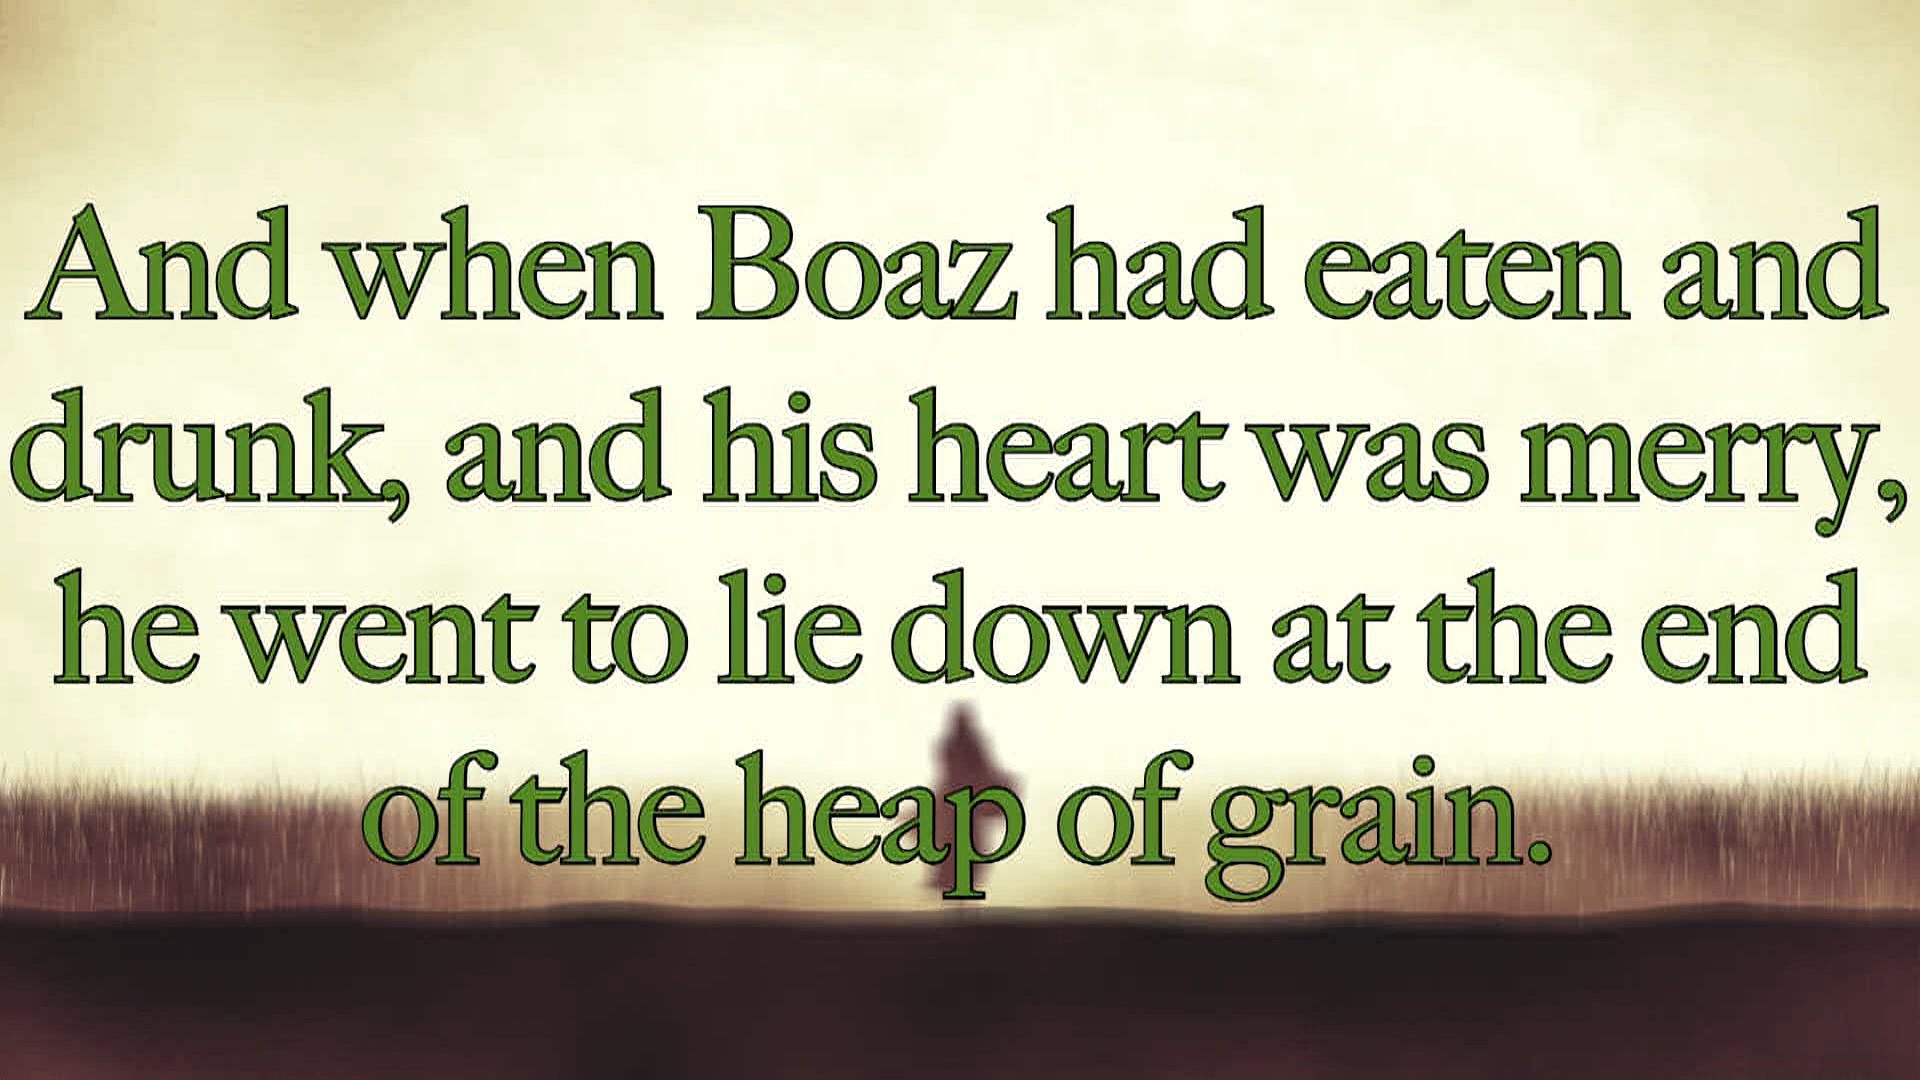 And when Boaz had eaten and
drunk, and his heart was merry,
he went to lie down at the end
of the heap of grain.